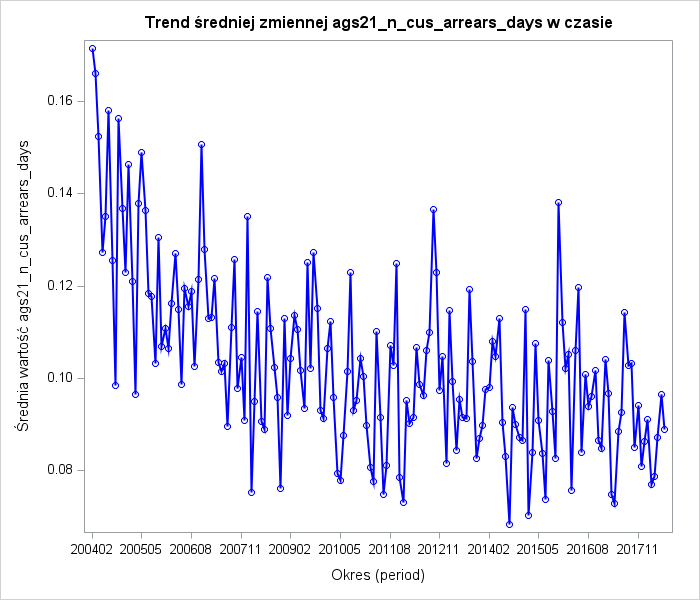 Trend średniej zmiennej ags21_n_cus_arrears_days w czasie
Średnia wartość ags21_n_cus_arrears_days
0.16
0.14
0.12
0.10
0.08
200402 200505 200608 200711 200902 201005 201108 201211 201402 201505 201608 201711
Okres (period)